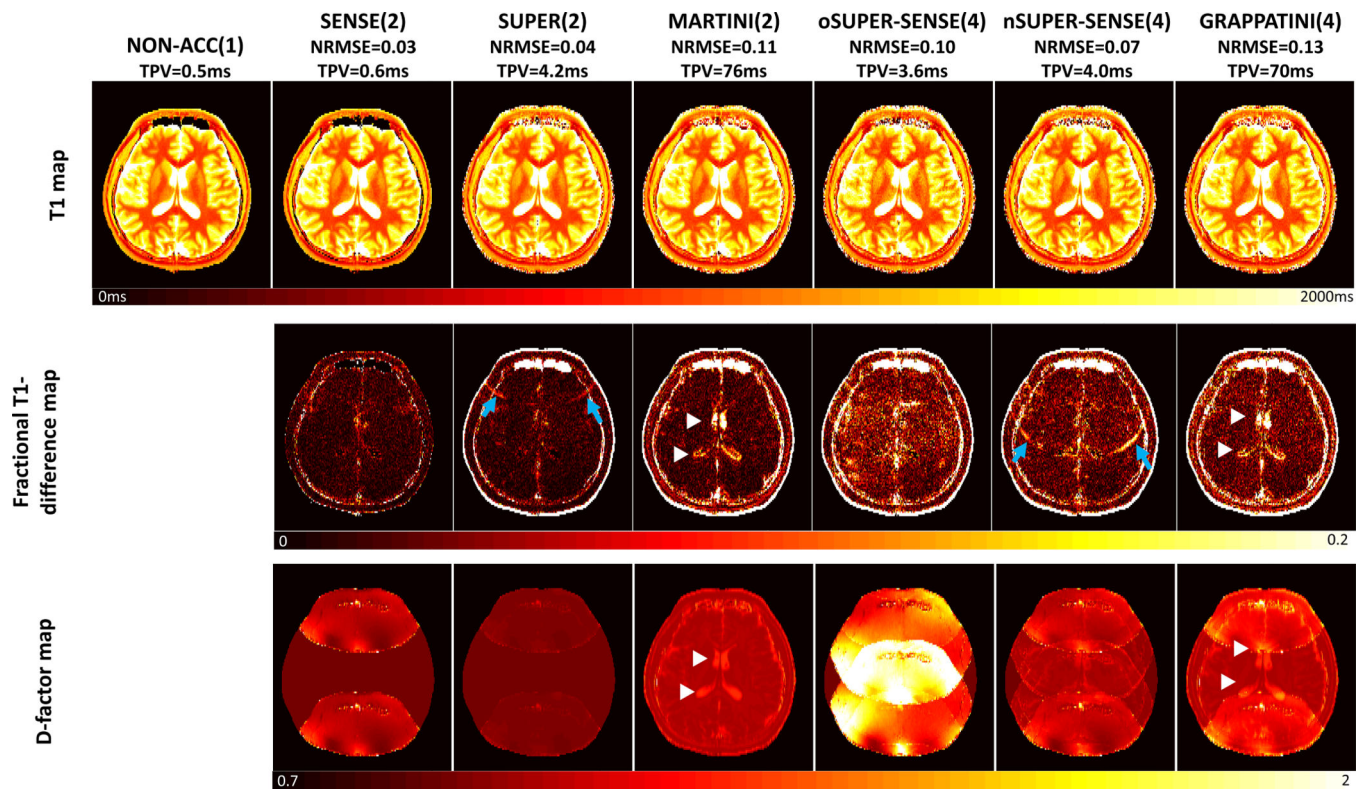 NON-ACC(1)
TPV=0.5ms
SENSE(2)
NRMSE=0.03
TPV=0.6ms
SUPER(2)
NRMSE=0.04
TPV=4.2ms
MARTINI(2)
NRMSE=0.11
TPV=76ms
oSUPER-SENSE(4)
NRMSE=0.10
TPV=3.6ms
nSUPER-SENSE(4)
NRMSE=0.07
TPV=4.0ms
GRAPPATINI(4)
NRMSE=0.13
TPV=70ms
T1 map
0ms
2000ms
Fractional T1-
difference map
0
0.2
D-factor map
0.7
2